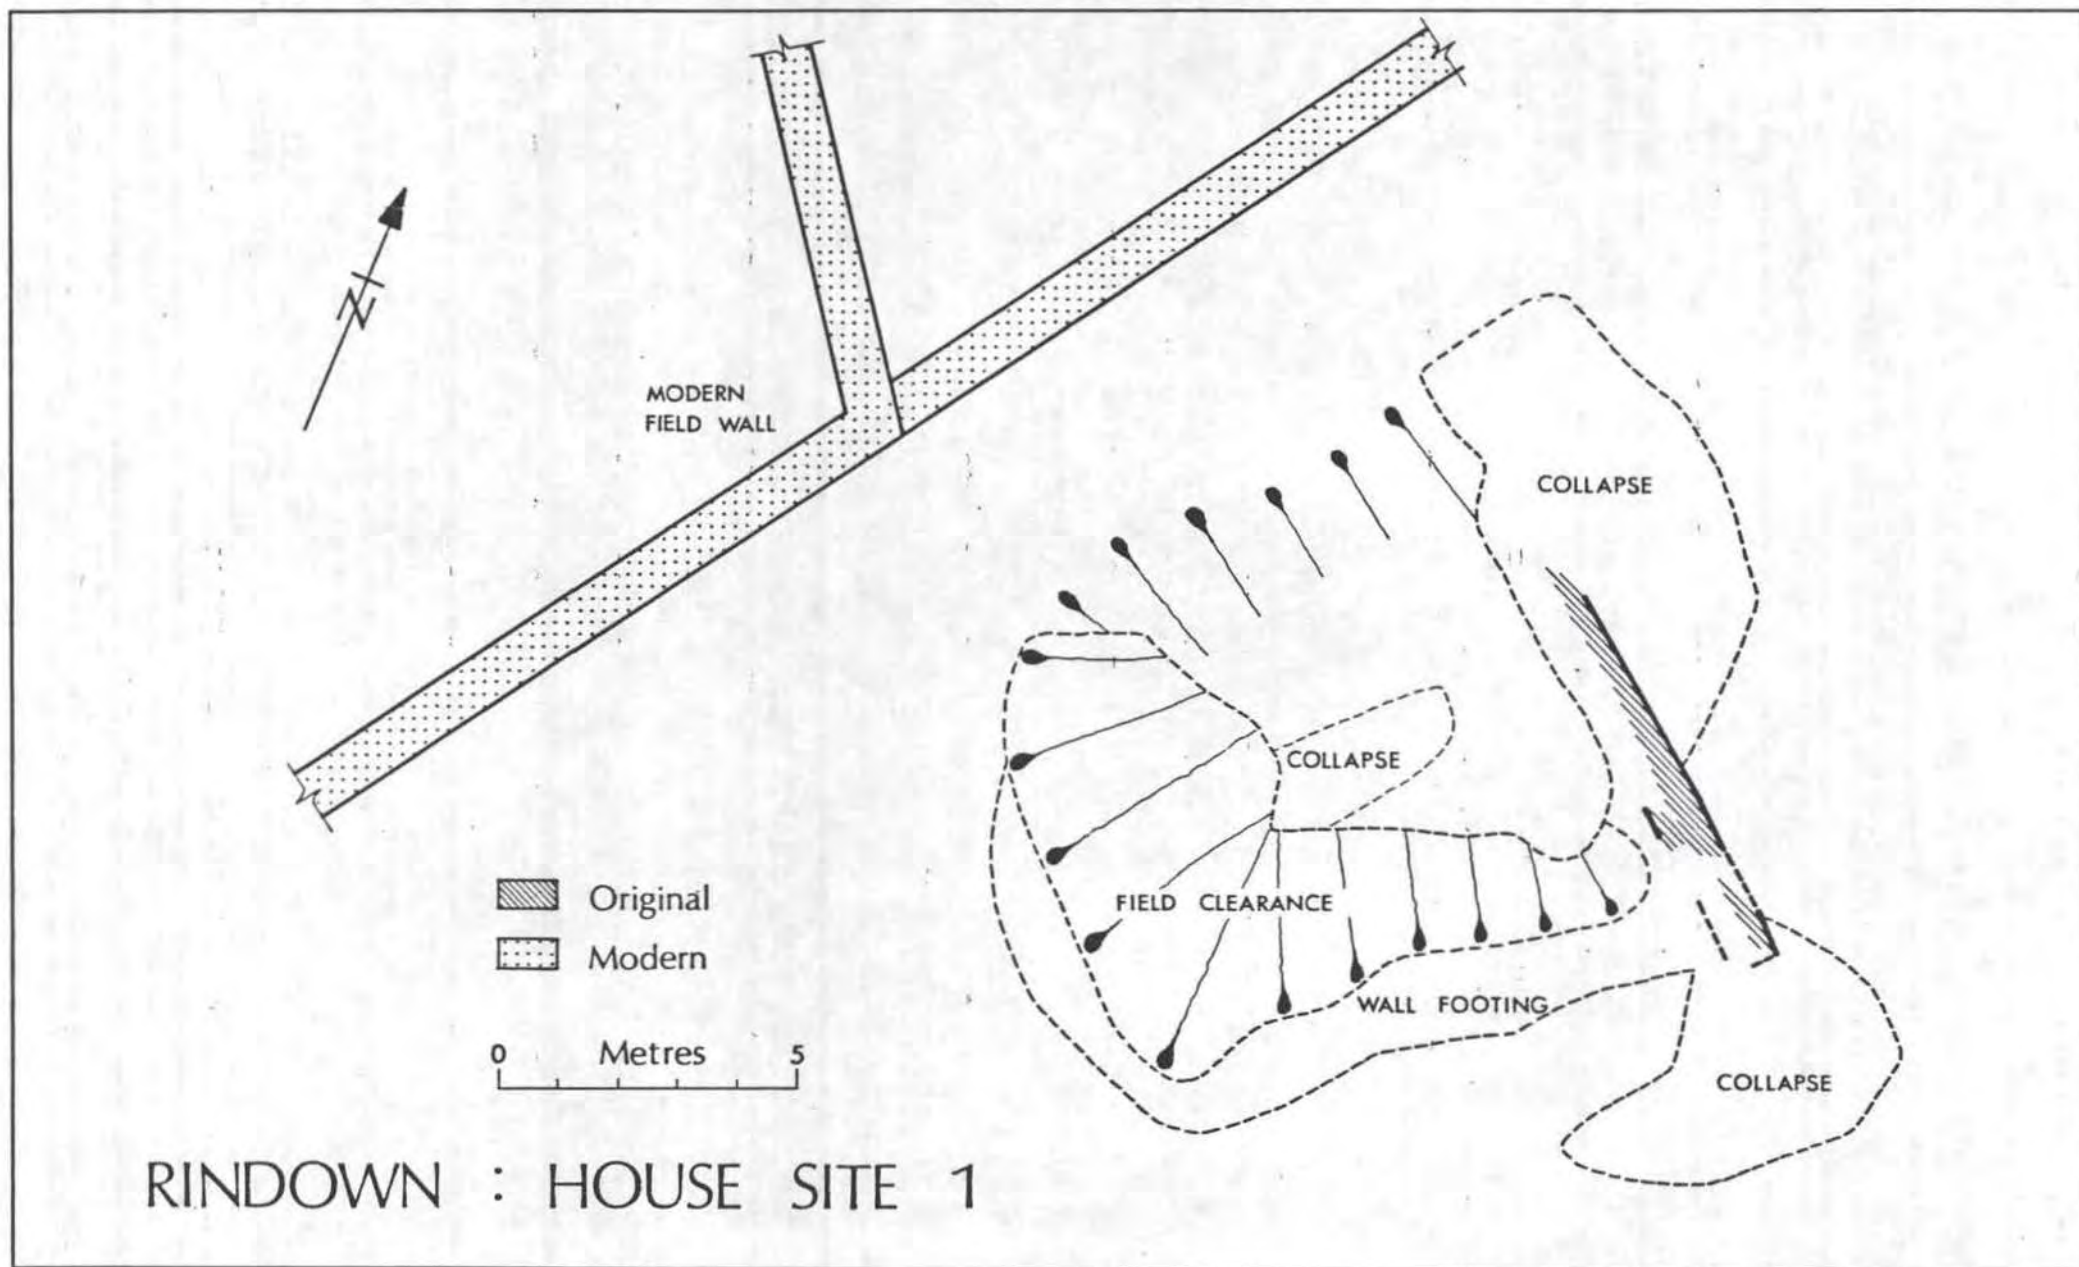 N
MODERN
FIELD WALL
COLLAPSE
COLLAPSE
FIELD CLEARANCE
WALL FOOTING
COLLAPSE
Original
Modern
0 Metres 5
RINDOWN : HOUSE SITE 1